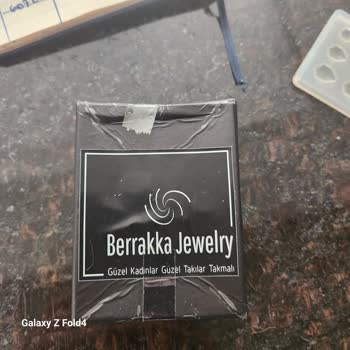 Berrakka Jewelry
Güzel Kadınlar Güzel Takılar Takmalı
Galaxy Z Fold4